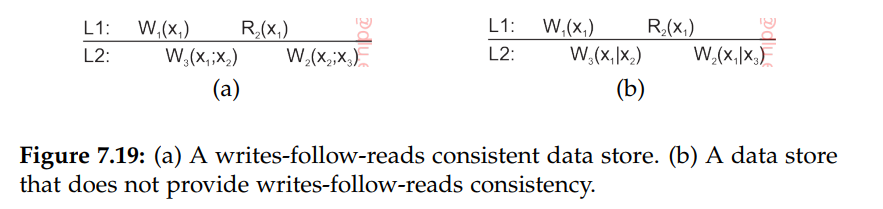 L1: W₁(x₁) R₂(x₁) L1: W₁(x₁) R₂(x₁)
L2: W₃(x₁;x₂) W₂(x₂;x₃) L2: W₃(x₁|x₂) W₂(x₁|x₃)
(a) (b)
Figure 7.19: (a) A writes-follow-reads consistent data store. (b) A data store
that does not provide writes-follow-reads consistency.